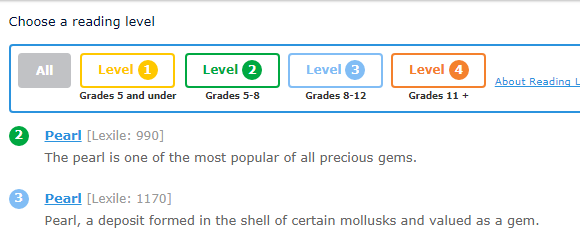 Choose a reading level
All Level 1 Level 2 Level 3 Level 4 About Reading L
Grades 5 and under Grades 5-8 Grades 8-12 Grades 11 +
2 Pearl [Lexile: 990]
The pearl is one of the most popular of all precious gems.
3 Pearl [Lexile: 1170]
Pearl, a deposit formed in the shell of certain mollusks and valued as a gem.